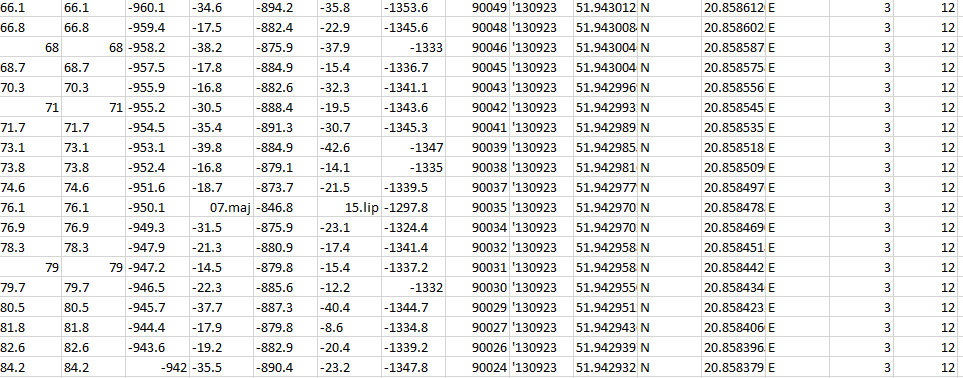 66.1 66.1 -960.1 -34.6 -894.2 -35.8 -1353.6 90049 '130923 51.943012 N 20.858612 E 3 12
66.8 66.8 -959.4 -17.5 -882.4 -22.9 -1345.6 90048 '130923 51.943008 N 20.858602 E 3 12
68 68 -958.2 -38.2 -875.9 -37.9 -1333 90046 '130923 51.943004 N 20.858587 E 3 12
68.7 68.7 -957.5 -17.8 -884.9 -15.4 -1336.7 90045 '130923 51.943004 N 20.858575 E 3 12
70.3 70.3 -955.9 -16.8 -882.6 -32.3 -1341.1 90043 '130923 51.942996 N 20.858556 E 3 12
71 71 -955.2 -30.5 -888.4 -19.5 -1343.6 90042 '130923 51.942993 N 20.858545 E 3 12
71.7 71.7 -954.5 -35.4 -891.3 -30.7 -1345.3 90041 '130923 51.942989 N 20.858535 E 3 12
73.1 73.1 -953.1 -39.8 -884.9 -42.6 -1347 90039 '130923 51.942985 N 20.858518 E 3 12
73.8 73.8 -952.4 -16.8 -879.1 -14.1 -1335 90038 '130923 51.942981 N 20.858509 E 3 12
74.6 74.6 -951.6 -18.7 -873.7 -21.5 -1339.5 90037 '130923 51.942977 N 20.858497 E 3 12
76.1 76.1 -950.1 07.maj -846.8 15.lip -1297.8 90035 '130923 51.942970 N 20.858478 E 3 12
76.9 76.9 -949.3 -31.5 -875.9 -23.1 -1324.4 90034 '130923 51.942970 N 20.858469 E 3 12
78.3 78.3 -947.9 -21.3 -880.9 -17.4 -1341.4 90032 '130923 51.942958 N 20.858451 E 3 12
79 79 -947.2 -14.5 -879.8 -15.4 -1337.2 90031 '130923 51.942958 N 20.858442 E 3 12
79.7 79.7 -946.5 -22.3 -885.6 -12.2 -1332 90030 '130923 51.942955 N 20.858434 E 3 12
80.5 80.5 -945.7 -37.7 -887.3 -40.4 -1344.7 90029 '130923 51.942951 N 20.858423 E 3 12
81.8 81.8 -944.4 -17.9 -879.8 -8.6 -1334.8 90027 '130923 51.942943 N 20.858406 E 3 12
82.6 82.6 -943.6 -19.2 -882.9 -20.4 -1339.2 90026 '130923 51.942939 N 20.858396 E 3 12
84.2 84.2 -942 -35.5 -890.4 -23.2 -1347.8 90024 '130923 51.942932 N 20.858379 E 3 12